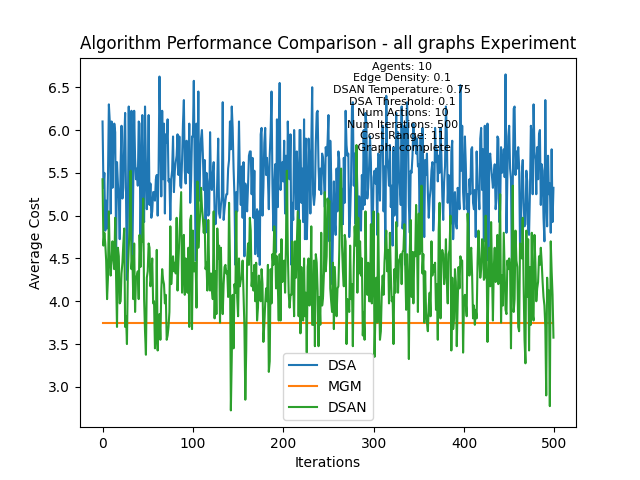 Algorithm Performance Comparison - all graphs Experiment
Agents: 10
Edge Density: 0.1
DSAN Temperature: 0.75
DSA Threshold: 0.1
Num Actions: 10
Num Iterations: 500
Cost Range: 11
Graph: complete
Average Cost
6.5
6.0
5.5
5.0
4.5
4.0
3.5
3.0
DSA
MGM
DSAN
0
100
200
300
400
500
Iterations